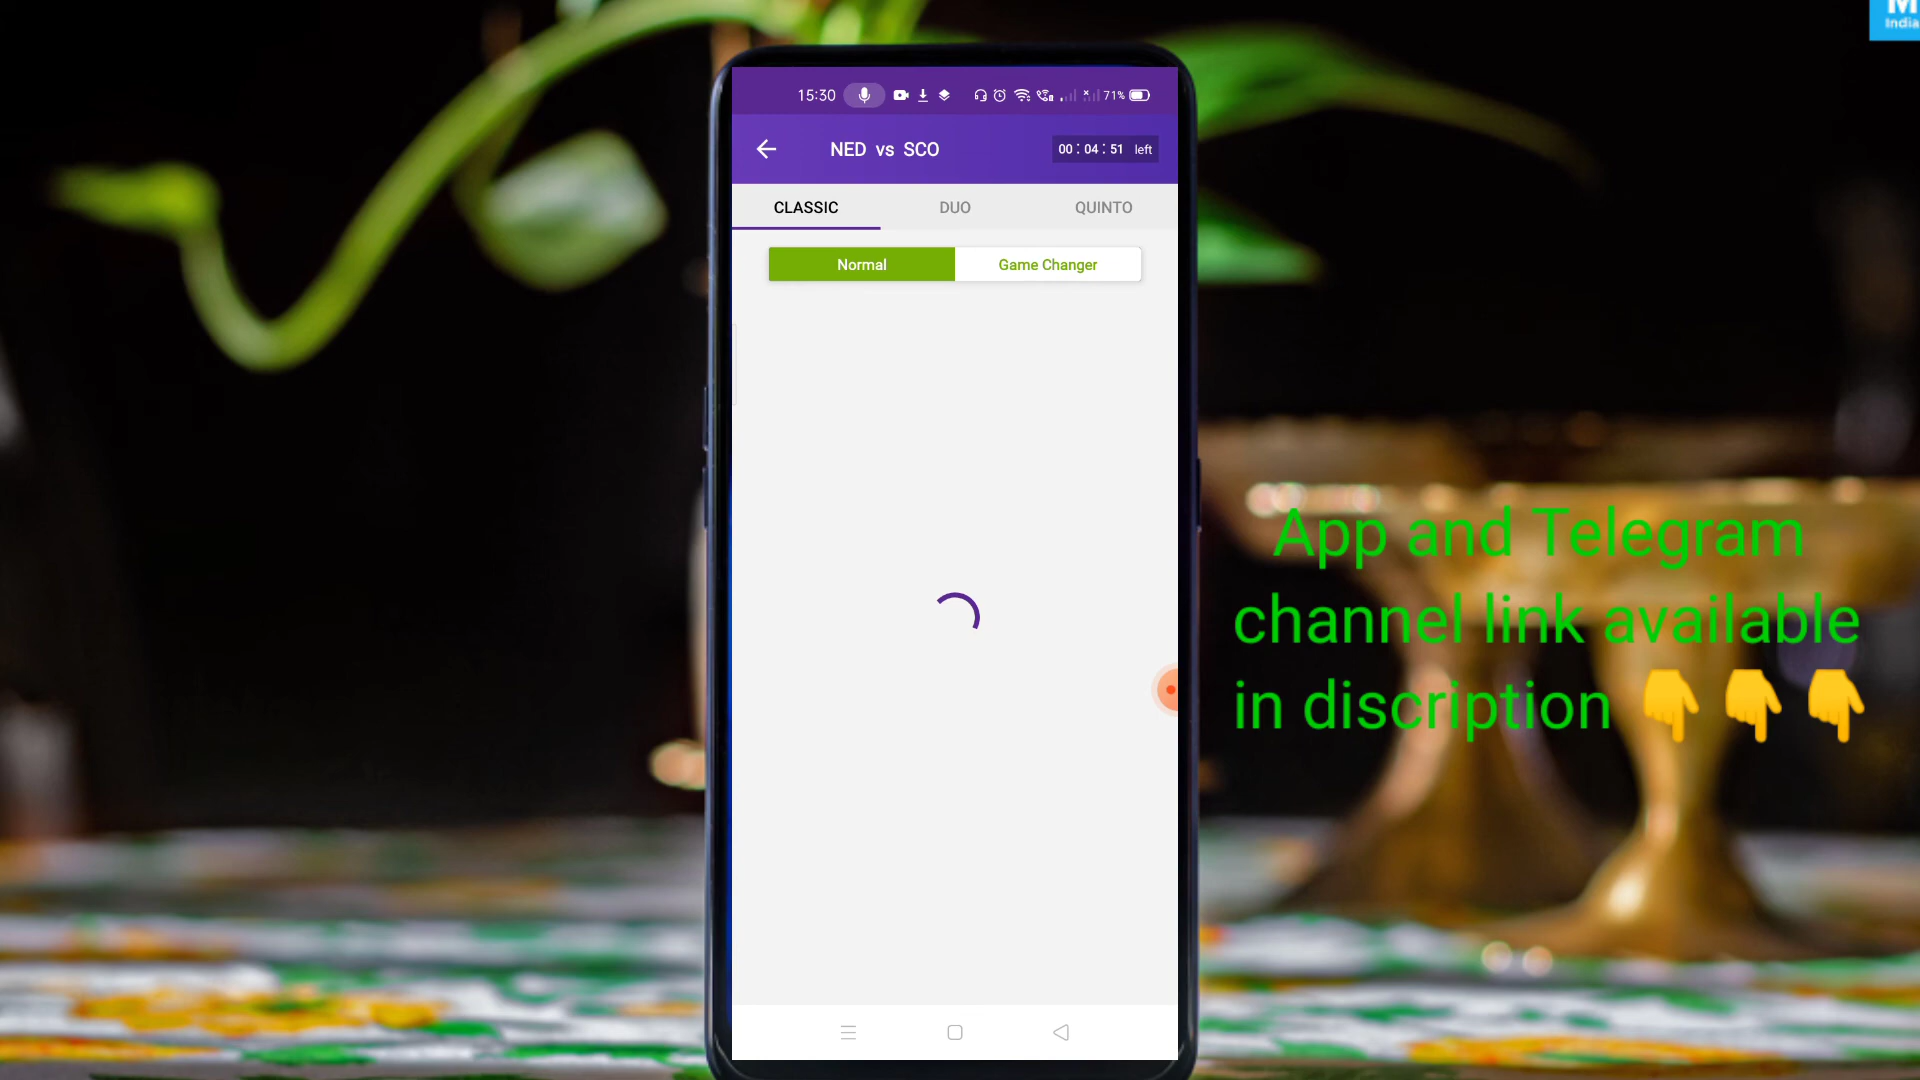 M
India
15:30
71%
NED vs SCO
00 : 04 : 51 left
CLASSIC DUO QUINTO
Normal Game Changer
App and Telegram
channel link available
in discription 👇👇👇